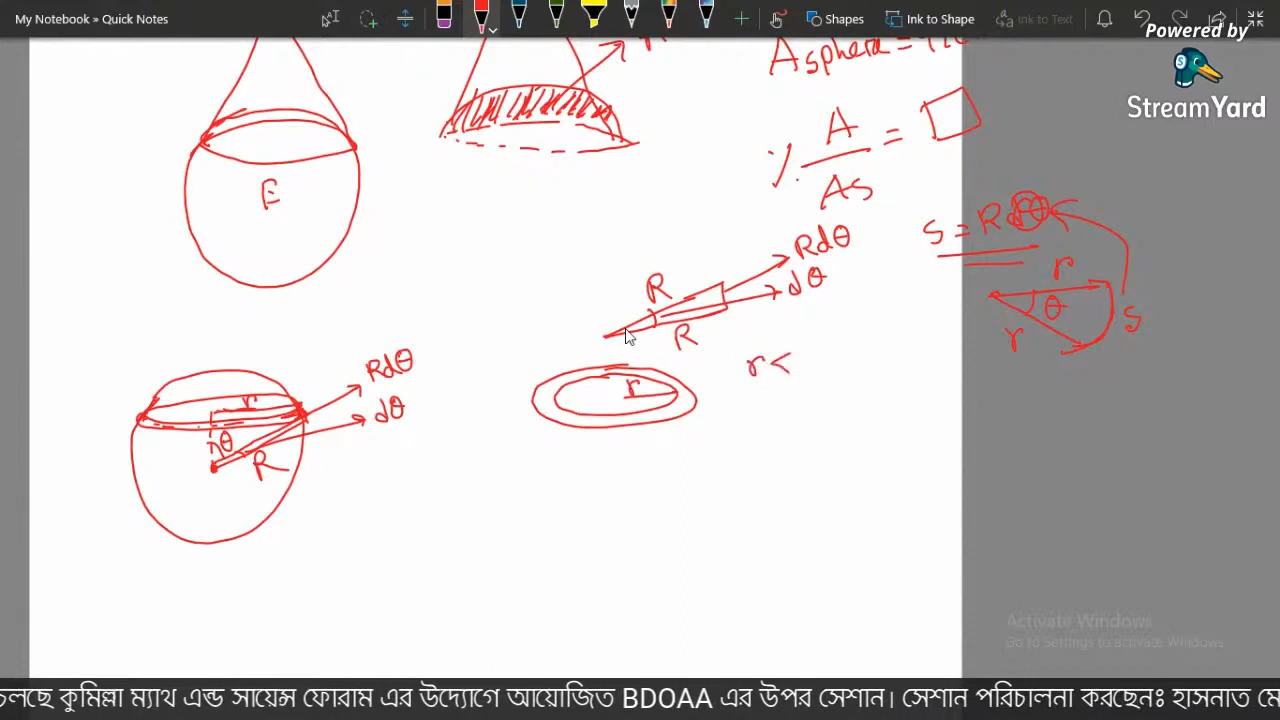 My Notebook » Quick Notes
Shapes
Ink to Shape
Ink to Text
Powered by
StreamYard
A sphere =
% A / As =
E
S = R dθ
r
θ
r
S
Rdθ
dθ
R
R
r
r <
Rdθ
dθ
r
θ
R
Activate Windows
Go to Settings to activate Windows.
চলছে কুমিল্লা ম্যাথ এন্ড সায়েন্স ফোরাম এর উদ্যোগে আয়োজিত BDOAA এর উপর সেশান। সেশান পরিচালনা করছেনঃ হাসনাত মো